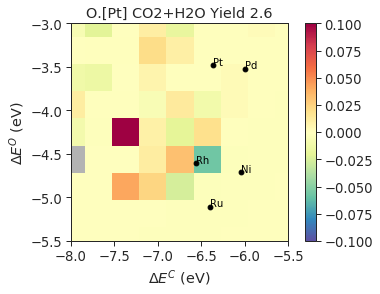 O.[Pt] CO2+H2O Yield 2.6
−3.0
−3.5
−4.0
−4.5
−5.0
−5.5
ΔE^O (eV)
−8.0 −7.5 −7.0 −6.5 −6.0 −5.5
ΔE^C (eV)
Pt
Pd
Rh
Ni
Ru
0.100
0.075
0.050
0.025
0.000
−0.025
−0.050
−0.075
−0.100